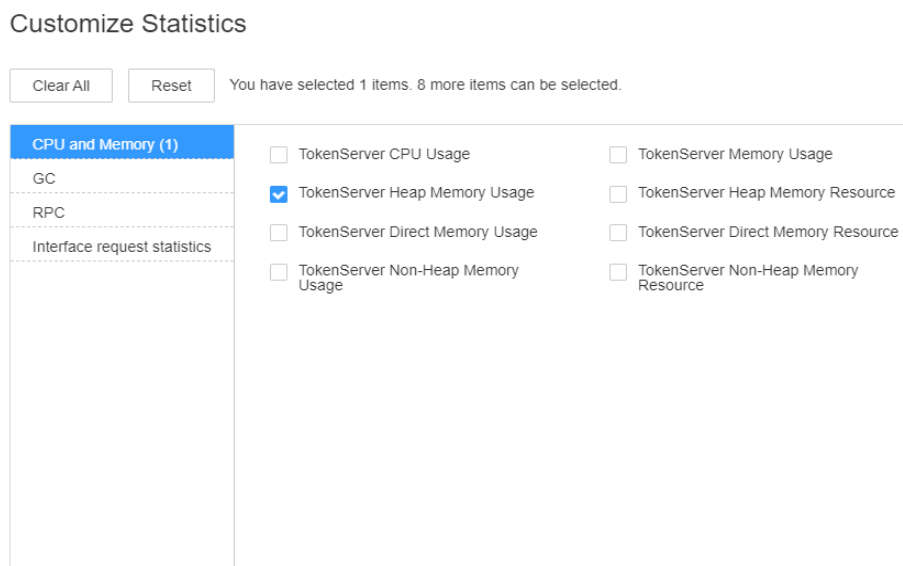 Customize Statistics
Clear All
Reset
You have selected 1 items. 8 more items can be selected.
CPU and Memory (1)
GC
RPC
Interface request statistics
TokenServer CPU Usage
TokenServer Memory Usage
TokenServer Heap Memory Usage
TokenServer Heap Memory Resource
TokenServer Direct Memory Usage
TokenServer Direct Memory Resource
TokenServer Non-Heap Memory
Usage
TokenServer Non-Heap Memory
Resource